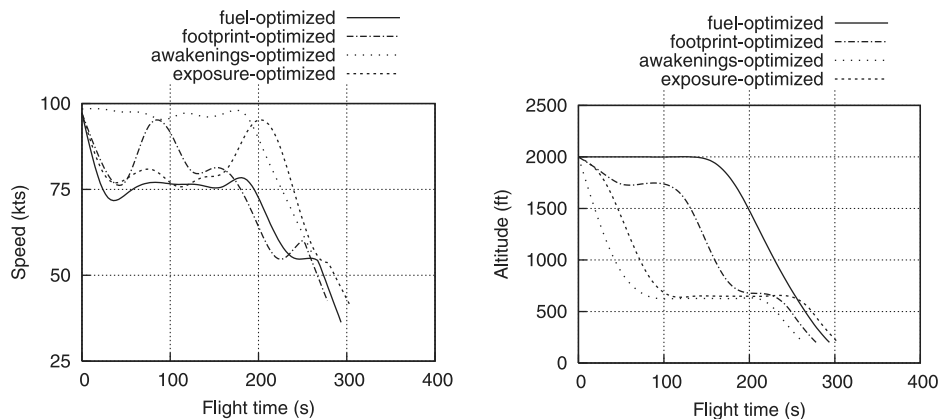 fuel-optimized
footprint-optimized
awakenings-optimized
exposure-optimized
100
75
50
25
Speed (kts)
0
100
200
300
400
Flight time (s)
fuel-optimized
footprint-optimized
awakenings-optimized
exposure-optimized
2500
2000
1500
1000
500
0
Altitude (ft)
0
100
200
300
400
Flight time (s)